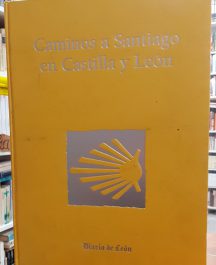 Caminos a Santiago
en Castilla y León
Diario de León